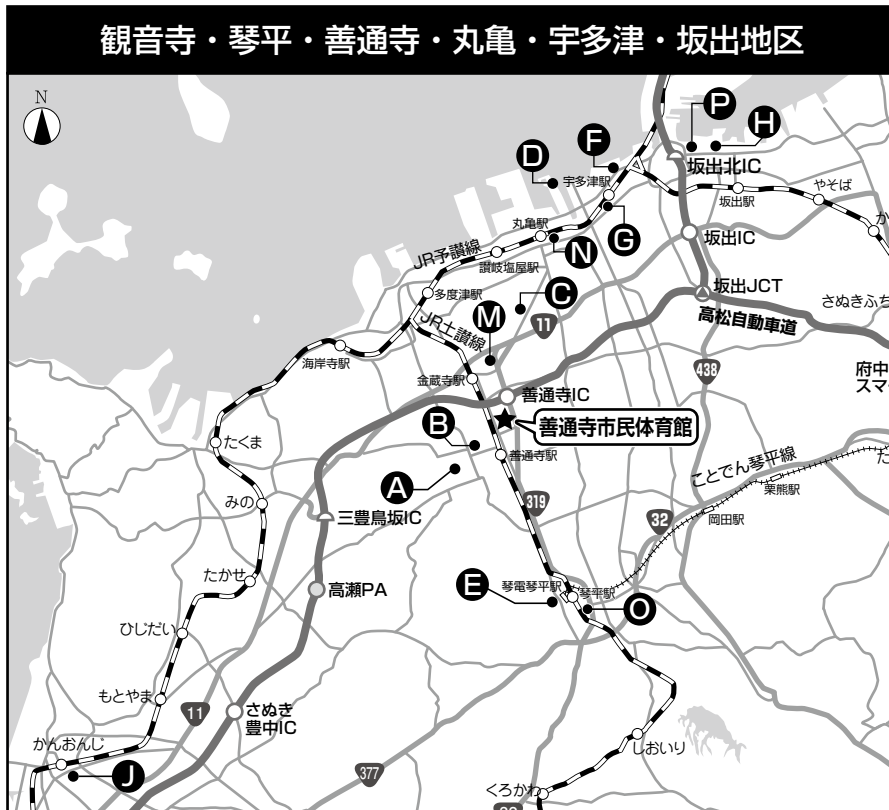 観音寺・琴平・善通寺・丸亀・宇多津・坂出地区
N
P
H
F
D
坂出北IC
宇多津駅
坂出駅
やそば
丸亀駅
N
G
坂出IC
か
JR予讃線
讃岐塩屋駅
多度津駅
C
坂出JCT
さぬきふち
高松自動車道
JR土讃線
M
11
海岸寺駅
金蔵寺駅
438
府中
スマ
善通寺IC
善通寺市民体育館
B
たくま
善通寺駅
ことでん琴平線
た
A
栗熊駅
みの
319
32
岡田駅
三豊鳥坂IC
たかせ
高瀬PA
E
琴電琴平駅
琴平駅
O
ひじだい
もとやま
11
さぬき
豊中IC
かんおんじ
しおいり
J
377
くろかわ